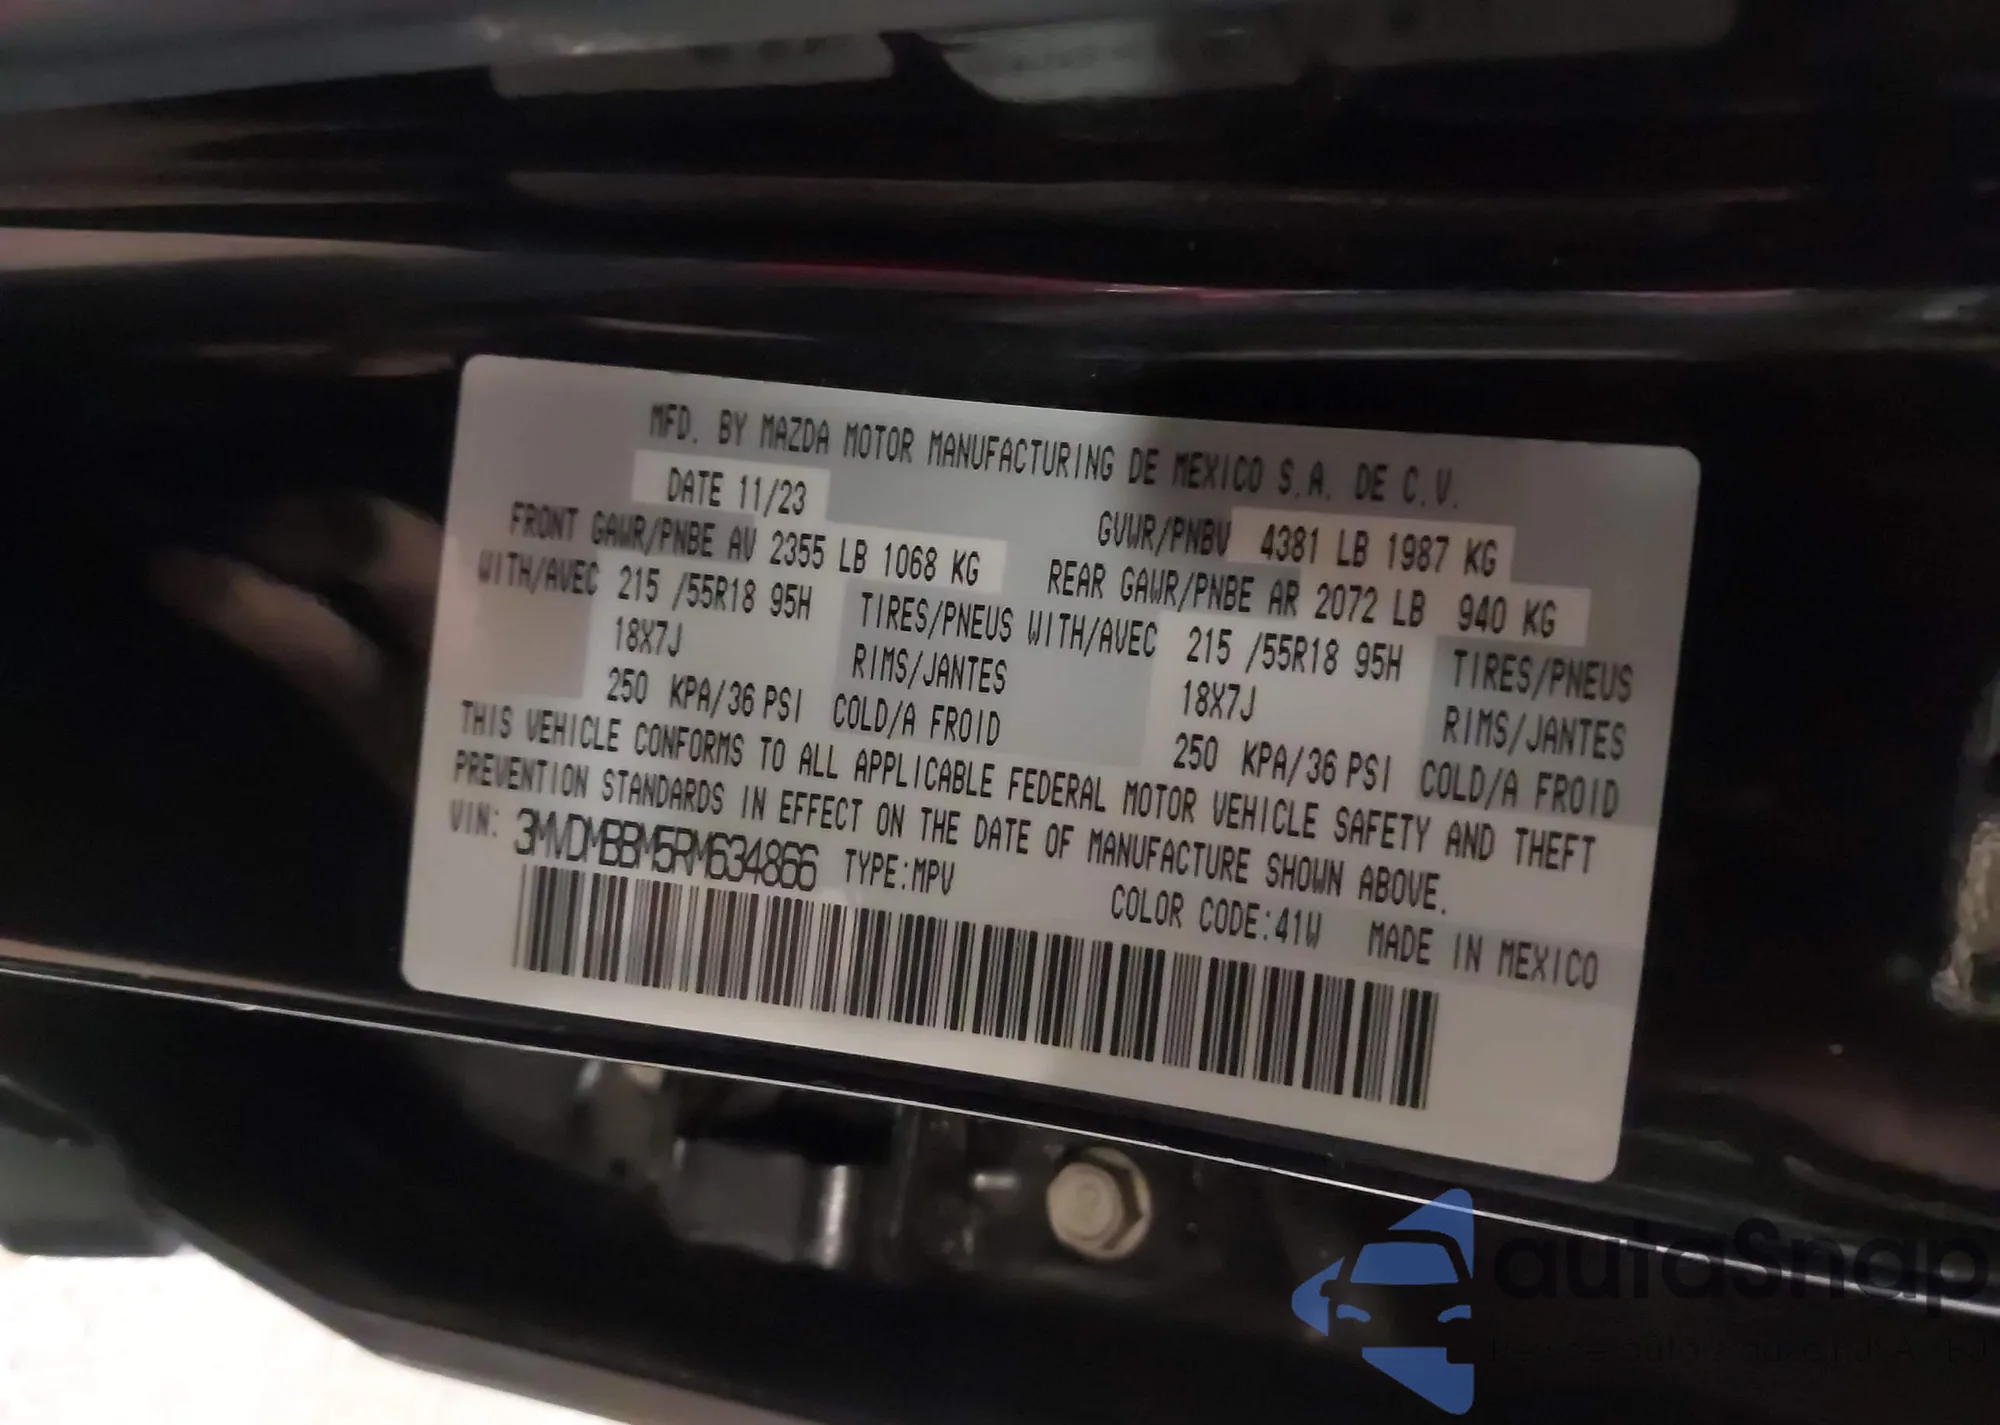 MFD. BY MAZDA MOTOR MANUFACTURING DE MEXICO S.A. DE C.V.
DATE 11/23 GVWR/PNBV 4381 LB 1987 KG
FRONT GAWR/PNBE AV 2355 LB 1068 KG REAR GAWR/PNBE AR 2072 LB 940 KG
WITH/AVEC 215 /55R18 95H TIRES/PNEUS WITH/AVEC 215 /55R18 95H TIRES/PNEUS
18X7J RIMS/JANTES 18X7J RIMS/JANTES
250 KPA/36 PSI COLD/A FROID 250 KPA/36 PSI COLD/A FROID
THIS VEHICLE CONFORMS TO ALL APPLICABLE FEDERAL MOTOR VEHICLE SAFETY AND THEFT
PREVENTION STANDARDS IN EFFECT ON THE DATE OF MANUFACTURE SHOWN ABOVE.
VIN: 3MVDMBBM5RM634866 TYPE:MPV COLOR CODE:41W MADE IN MEXICO
autaSnap